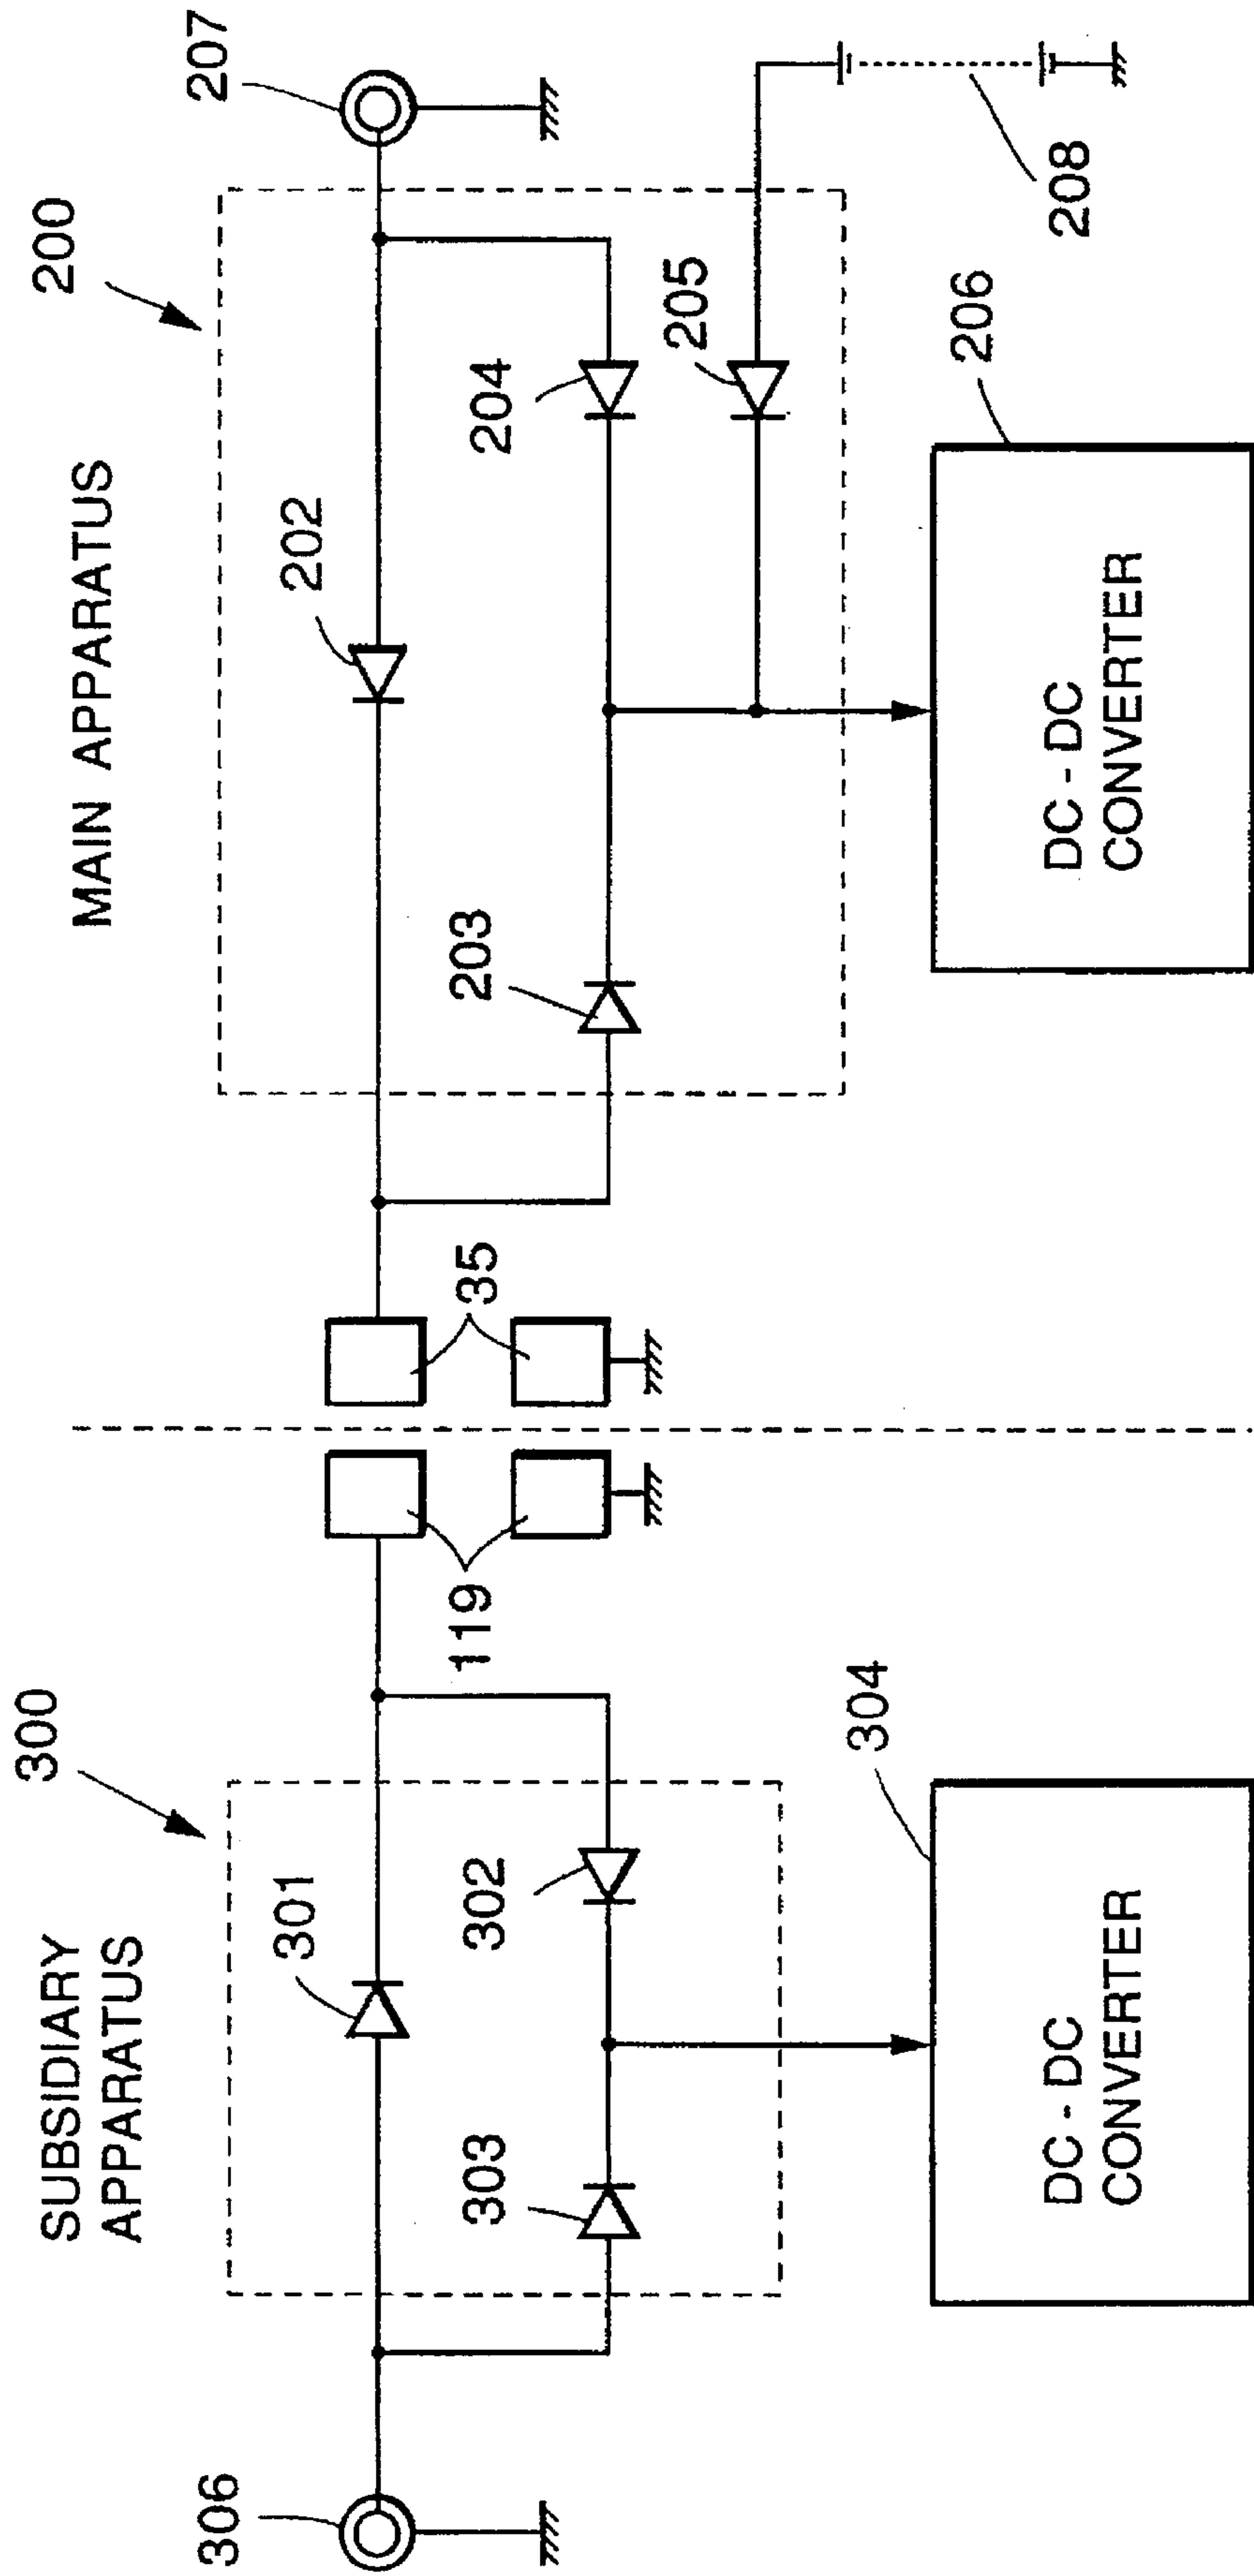 SUBSIDIARY
APPARATUS
300
MAIN APPARATUS
200
306
301
303
302
119
35
202
203
204
205
207
208
304
DC - DC
CONVERTER
206
DC - DC
CONVERTER